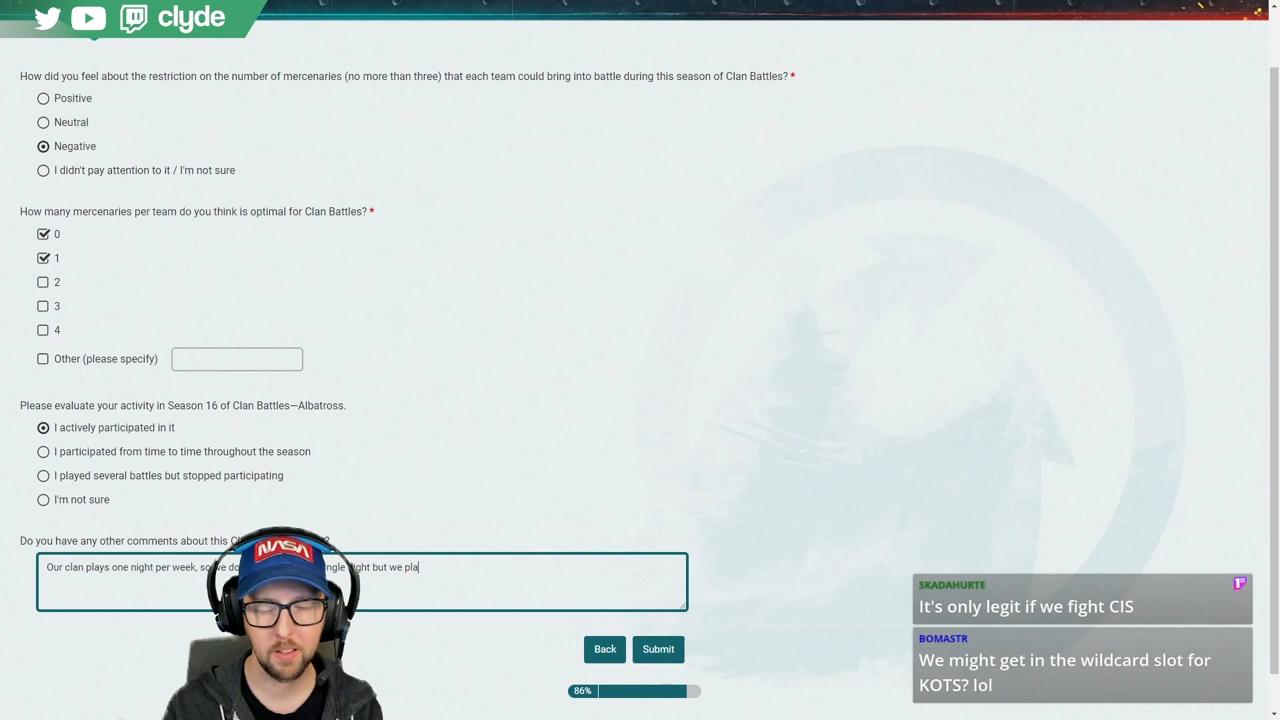 clyde
How did you feel about the restriction on the number of mercenaries (no more than three) that each team could bring into battle during this season of Clan Battles? *
Positive
Neutral
Negative
I didn't pay attention to it / I'm not sure
How many mercenaries per team do you think is optimal for Clan Battles? *
0
1
2
3
4
Other (please specify)
Please evaluate your activity in Season 16 of Clan Battles—Albatross.
I actively participated in it
I participated from time to time throughout the season
I played several battles but stopped participating
I'm not sure
Do you have any other comments about this
Our clan plays one night per week, so we do night but we pla
NASA
Back
Submit
86%
SKADAHURTE
It's only legit if we fight CIS
BOMASTR
We might get in the wildcard slot for
KOTS? lol